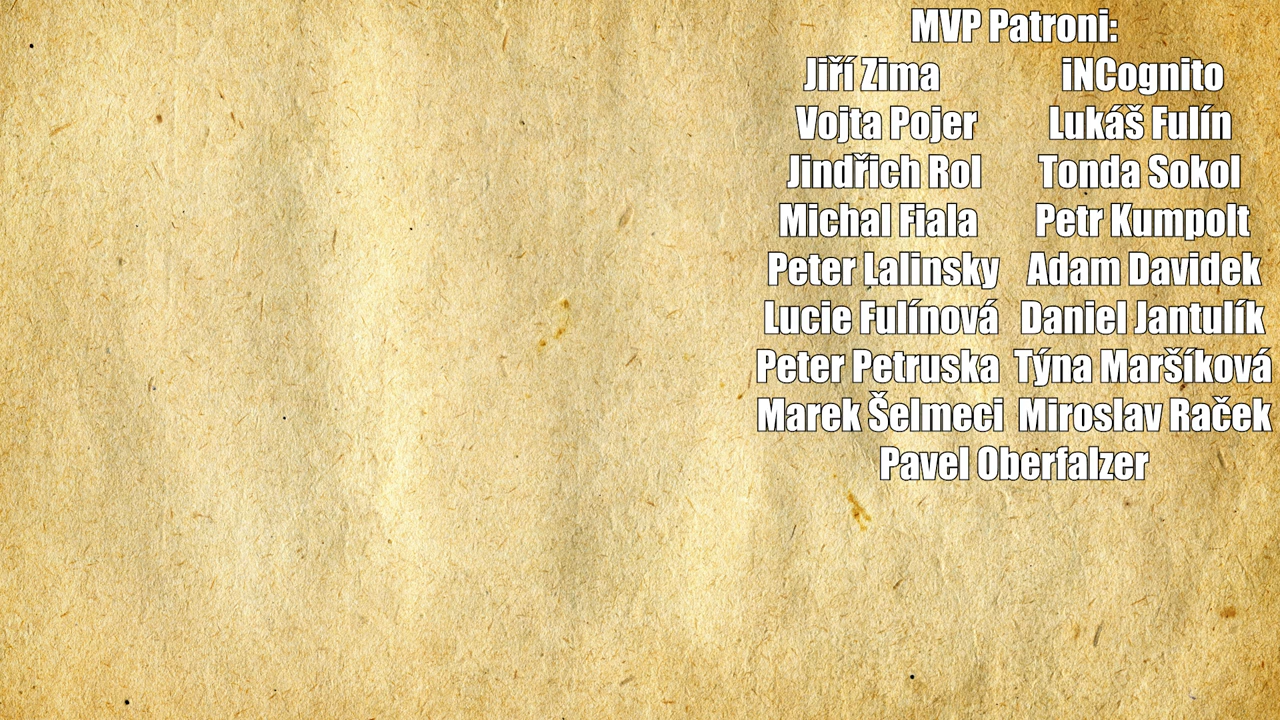 MVP Patroni:
Jiří Zima iNCognito
Vojta Pojer Lukáš Fulín
Jindřich Rol Tonda Sokol
Michal Fiala Petr Kumpolt
Peter Lalinsky Adam Davidek
Lucie Fulínová Daniel Jantulík
Peter Petruska Týna Maršíková
Marek Šelmeci Miroslav Raček
Pavel Oberfalzer